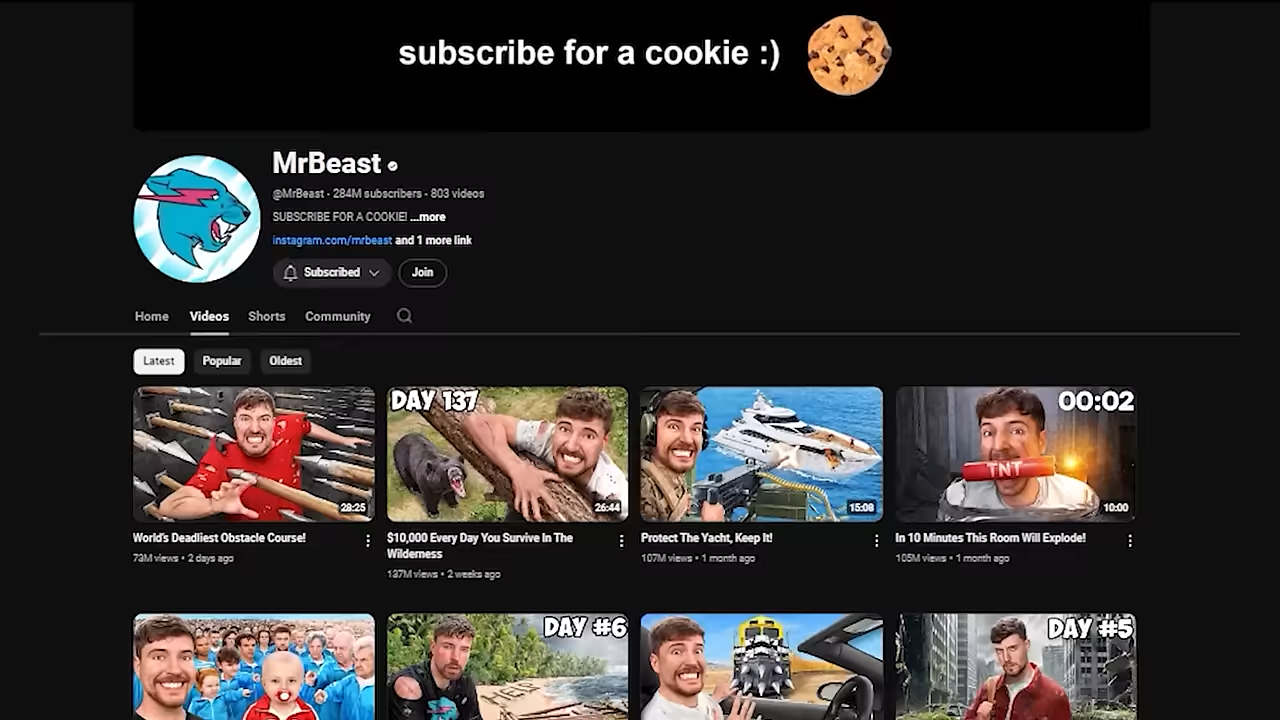 subscribe for a cookie :)
MrBeast
@MrBeast · 284M subscribers · 803 videos
SUBSCRIBE FOR A COOKIE! ...more
instagram.com/mrbeast and 1 more link
Subscribed
Join
Home Videos Shorts Community
Latest Popular Oldest
28:25
DAY 137
26:44
15:08
00:02
TNT
10:00
World's Deadliest Obstacle Course!
73M views • 2 days ago
$10,000 Every Day You Survive In The
Wilderness
137M views • 2 weeks ago
Protect The Yacht, Keep It!
107M views • 1 month ago
In 10 Minutes This Room Will Explode!
105M views • 1 month ago
DAY #6
HELP
DAY #5